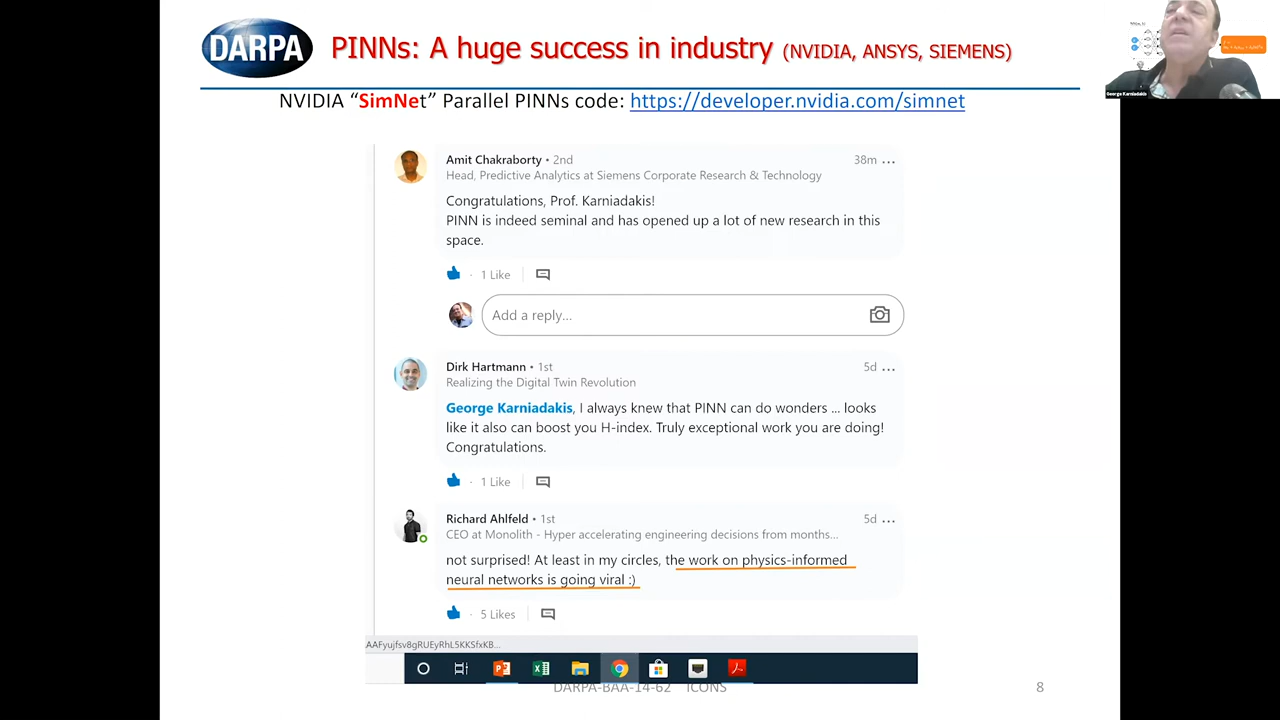 DARPA
PINNs: A huge success in industry (NVIDIA, ANSYS, SIEMENS)
NVIDIA “SimNet” Parallel PINNs code: https://developer.nvidia.com/simnet
Amit Chakraborty • 2nd 38m ...
Head, Predictive Analytics at Siemens Corporate Research & Technology
Congratulations, Prof. Karniadakis!
PINN is indeed seminal and has opened up a lot of new research in this
space.
1 Like
Add a reply...
Dirk Hartmann • 1st 5d ...
Realizing the Digital Twin Revolution
George Karniadakis, I always knew that PINN can do wonders ... looks
like it also can boost you H-index. Truly exceptional work you are doing!
Congratulations.
1 Like
Richard Ahlfeld • 1st 5d ...
CEO at Monolith - Hyper accelerating engineering decisions from months...
not surprised! At least in my circles, the work on physics-informed
neural networks is going viral :)
5 Likes
AAFyujfsv8gRUEyRhL5KKSfxKB...
DARPA-BAA-14-62 ICONS 8
George Karniadakis